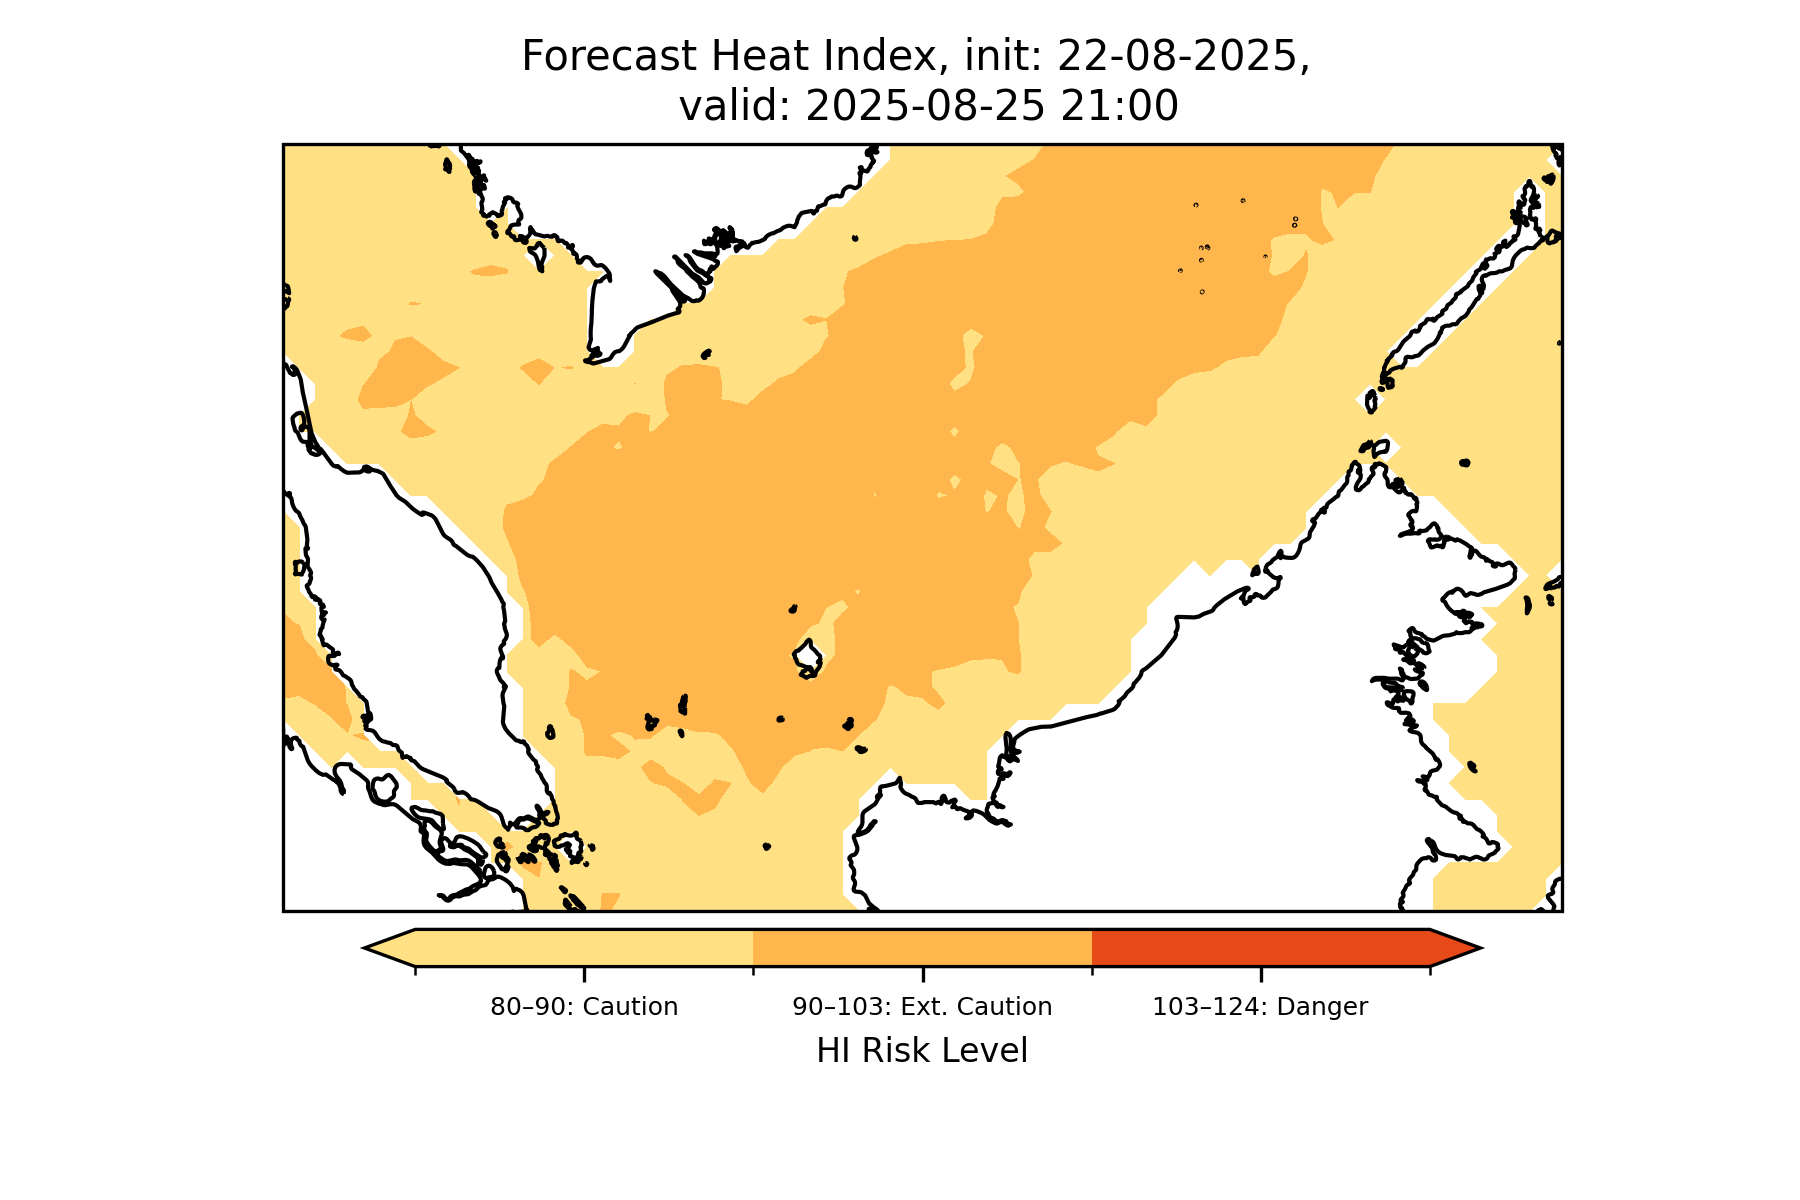 Forecast Heat Index, init: 22-08-2025,
valid: 2025-08-25 21:00
80–90: Caution
90–103: Ext. Caution
103–124: Danger
HI Risk Level